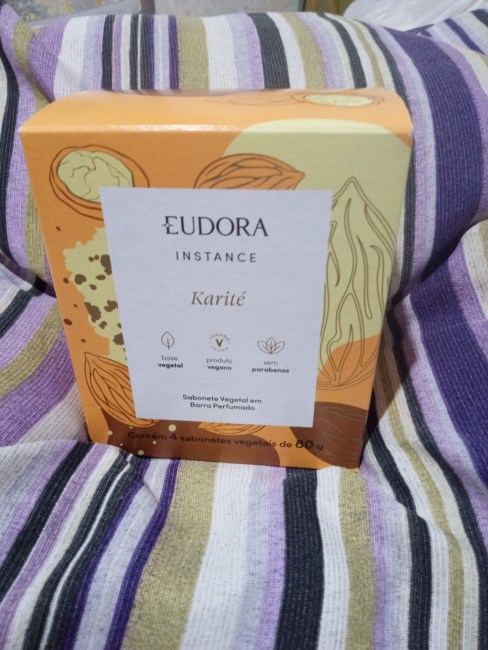 EUDORA
INSTANCE
Karité
base
vegetal
produto
vegano
sem
parabenos
Sabonete Vegetal em
Barra Perfumado
Contém 4 sabonetes vegetais de 80 g